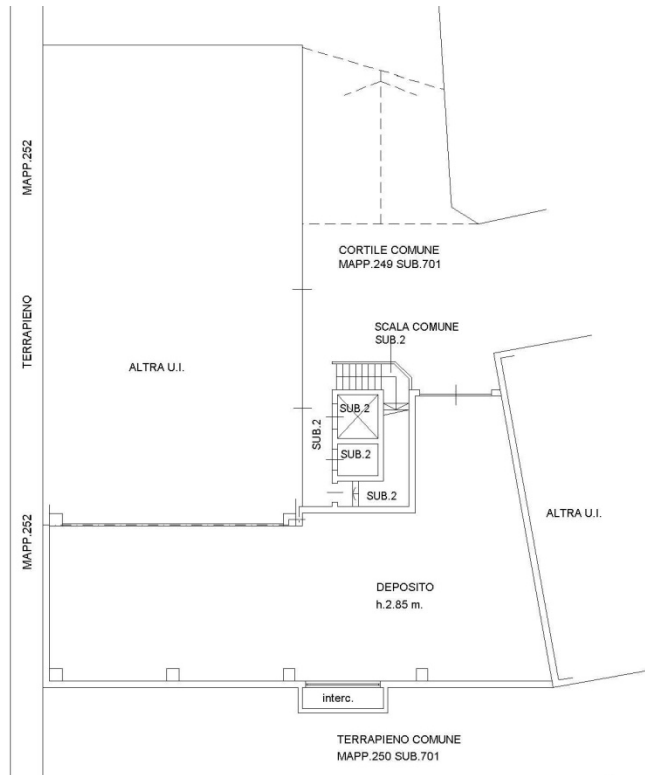 MAPP.252
CORTILE COMUNE
MAPP.249 SUB.701
TERRAPIENO
SCALA COMUNE
SUB.2
ALTRA U.I.
SUB.2
SUB.2
SUB.2
SUB.2
ALTRA U.I.
MAPP.252
DEPOSITO
h.2.85 m.
interc.
TERRAPIENO COMUNE
MAPP.250 SUB.701